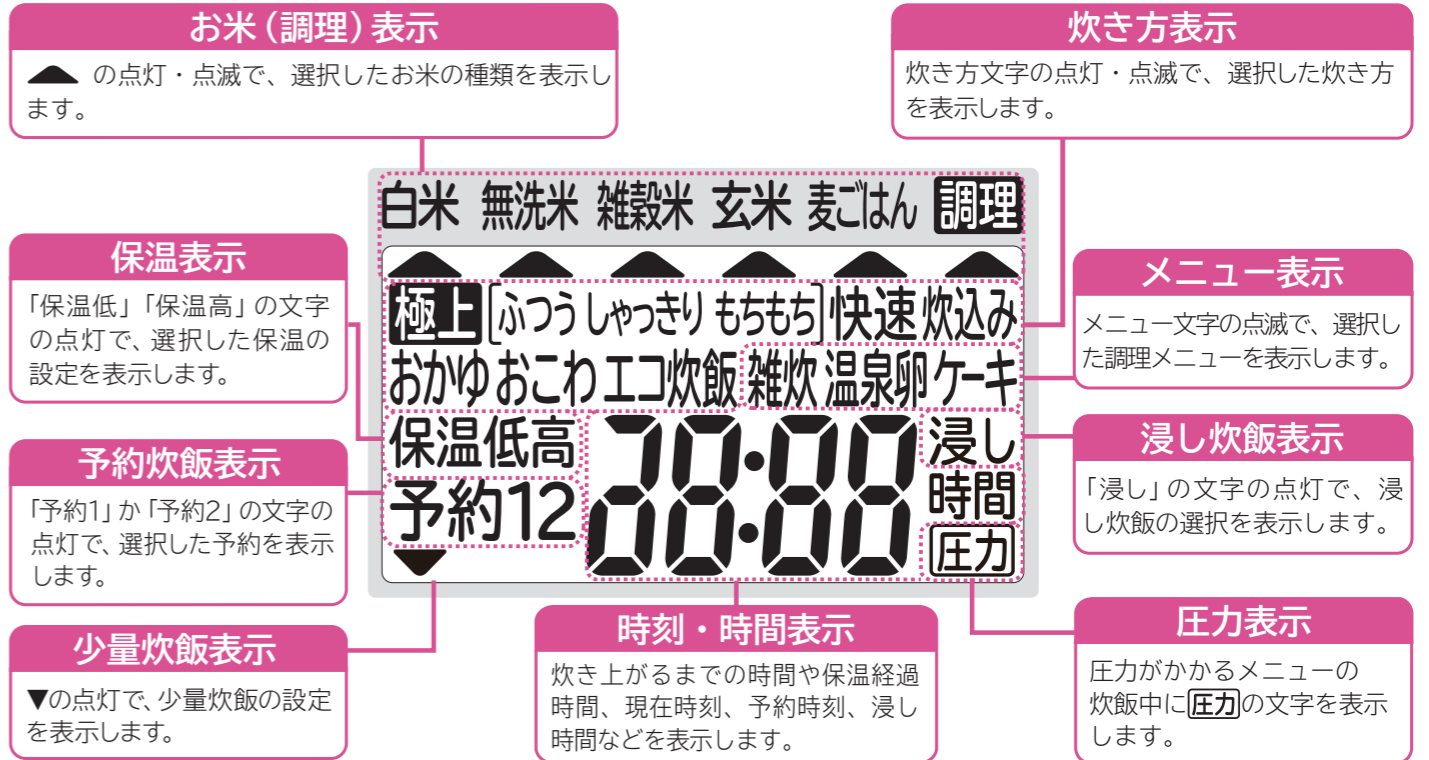 お米(調理)表示
▲ の点灯・点滅で、選択したお米の種類を表示し
ます。
炊き方表示
炊き方文字の点灯・点滅で、選択した炊き方
を表示します。
白米 無洗米 雑穀米 玄米 麦ごはん 調理
極上[ふつう しゃっきり もちもち]快速 炊込み
おかゆ おこわ エコ炊飯 雑炊 温泉卵 ケーキ
保温低高
予約12
28:88
浸し
時間
圧力
▼
保温表示
「保温低」「保温高」の文字
の点灯で、選択した保温の
設定を表示します。
予約炊飯表示
「予約1」か「予約2」の文字の
点灯で、選択した予約を表示
します。
少量炊飯表示
▼の点灯で、少量炊飯の設定
を表示します。
時刻・時間表示
炊き上がるまでの時間や保温経過
時間、現在時刻、予約時刻、浸し
時間などを表示します。
メニュー表示
メニュー文字の点滅で、選択し
た調理メニューを表示します。
浸し炊飯表示
「浸し」の文字の点灯で、浸
し炊飯の選択を表示します。
圧力表示
圧力がかかるメニューの
炊飯中に圧力の文字を表示
します。